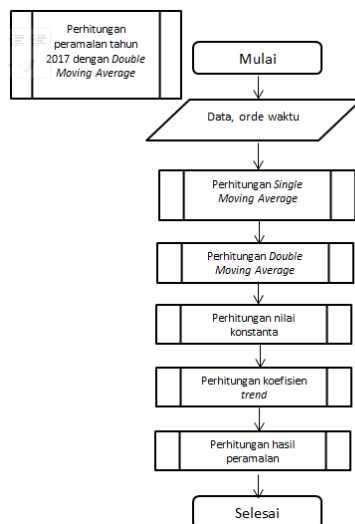 Perhitungan
peramalan tahun
2017 dengan Double
Moving Average
Mulai
Data, orde waktu
Perhitungan Single
Moving Average
Perhitungan Double
Moving Average
Perhitungan nilai
konstanta
Perhitungan koefisien
trend
Perhitungan hasil
peramalan
Selesai